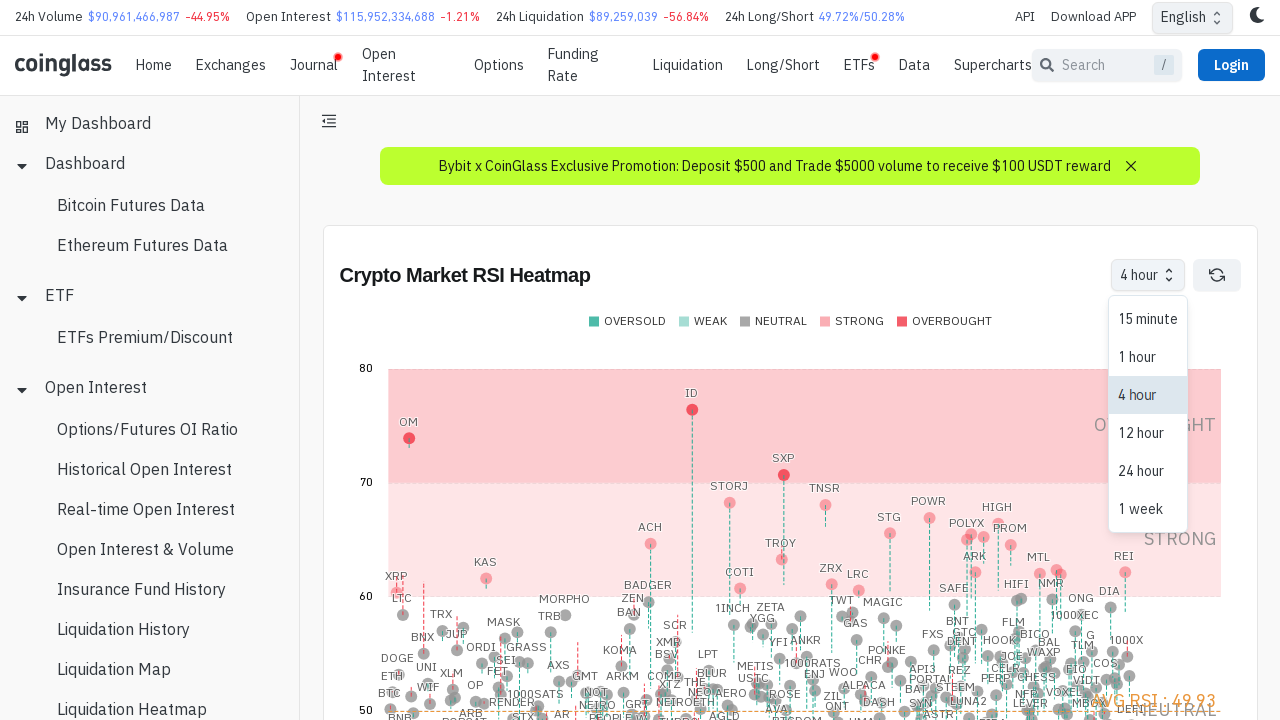 24h Volume $90,961,466,987 -44.95% Open Interest $115,952,334,688 -1.21% 24h Liquidation $89,259,039 -56.84% 24h Long/Short 49.72%/50.28% API Download APP English
coinglass Home Exchanges Journal Open Interest Options Funding Rate Liquidation Long/Short ETFs Data Supercharts Search / Login
My Dashboard
Dashboard
Bitcoin Futures Data
Ethereum Futures Data
ETF
ETFs Premium/Discount
Open Interest
Options/Futures OI Ratio
Historical Open Interest
Real-time Open Interest
Open Interest & Volume
Insurance Fund History
Liquidation History
Liquidation Map
Liquidation Heatmap
Bybit x CoinGlass Exclusive Promotion: Deposit $500 and Trade $5000 volume to receive $100 USDT reward
Crypto Market RSI Heatmap
4 hour
15 minute
1 hour
4 hour
12 hour
24 hour
1 week
OVERSOLD WEAK NEUTRAL STRONG OVERBOUGHT
80
ID
OM
SXP
70
STORJ TNSR
POWR
HIGH
STG
POLYX
ACH PROM
STRONG
TROY
ARK MTL REI
KAS COTI ZRX LRC
XRP
BADGER SAFE HIFI NMR
60
LTC MORPHO ZEN TWT MAGIC ONG DIA
TRX TRB BAN 1INCH ZETA 1000XEC
MASK SCR YGG GAS BNT FLM
BNX JUP XMR YFI ANKR FXS GTC BICO G
ORDI GRASS KOMA BSV LPT PONKE DENT HOOK BAL TLM 1000X
DOGE SEI AXS METIS 1000RATS CHR API3 REZ JOE WAXP COS
UNI FET BLUR WOO CELR FIO
ETH XLM GMT ARKM COMP USTC ENJ PORTAL PERP CHESS VIDT
BTC WIF OP 1000SATS NOT XTZ THE AERO ROSE ZIL ALPACA BAT STEEM NFP VOXEL
RENDER NEIRO GRT NEIROETH NEO AVA ONT DASH SYN LUNA2 LEVER MBOX DEFI
AVG RSI : 49.93
50
BNB STX AR PEOPLE AGLD ASTR NEUTRAL